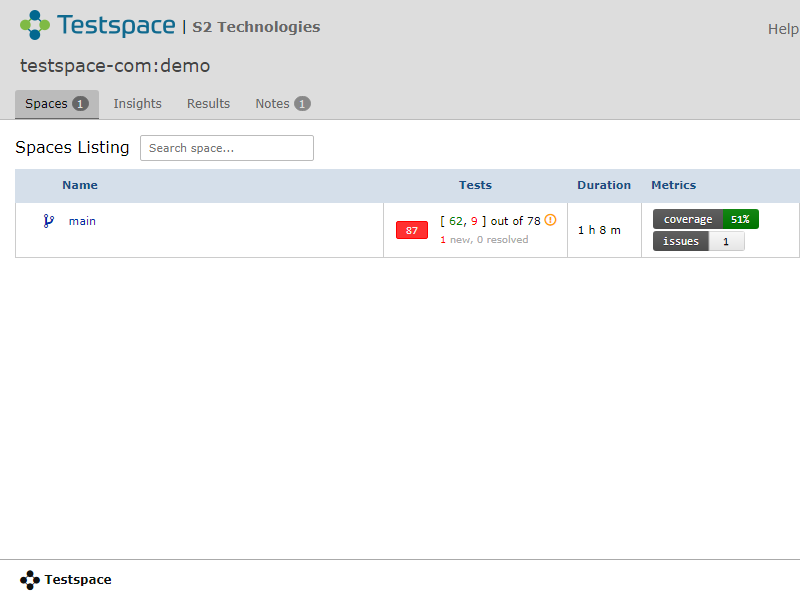 Testspace | S2 Technologies
Help
testspace-com:demo
Spaces 1 Insights Results Notes 1
Spaces Listing Search space...
Name Tests Duration Metrics
main 87 [ 62, 9 ] out of 78 1 h 8 m coverage 51%
1 new, 0 resolved issues 1
Testspace